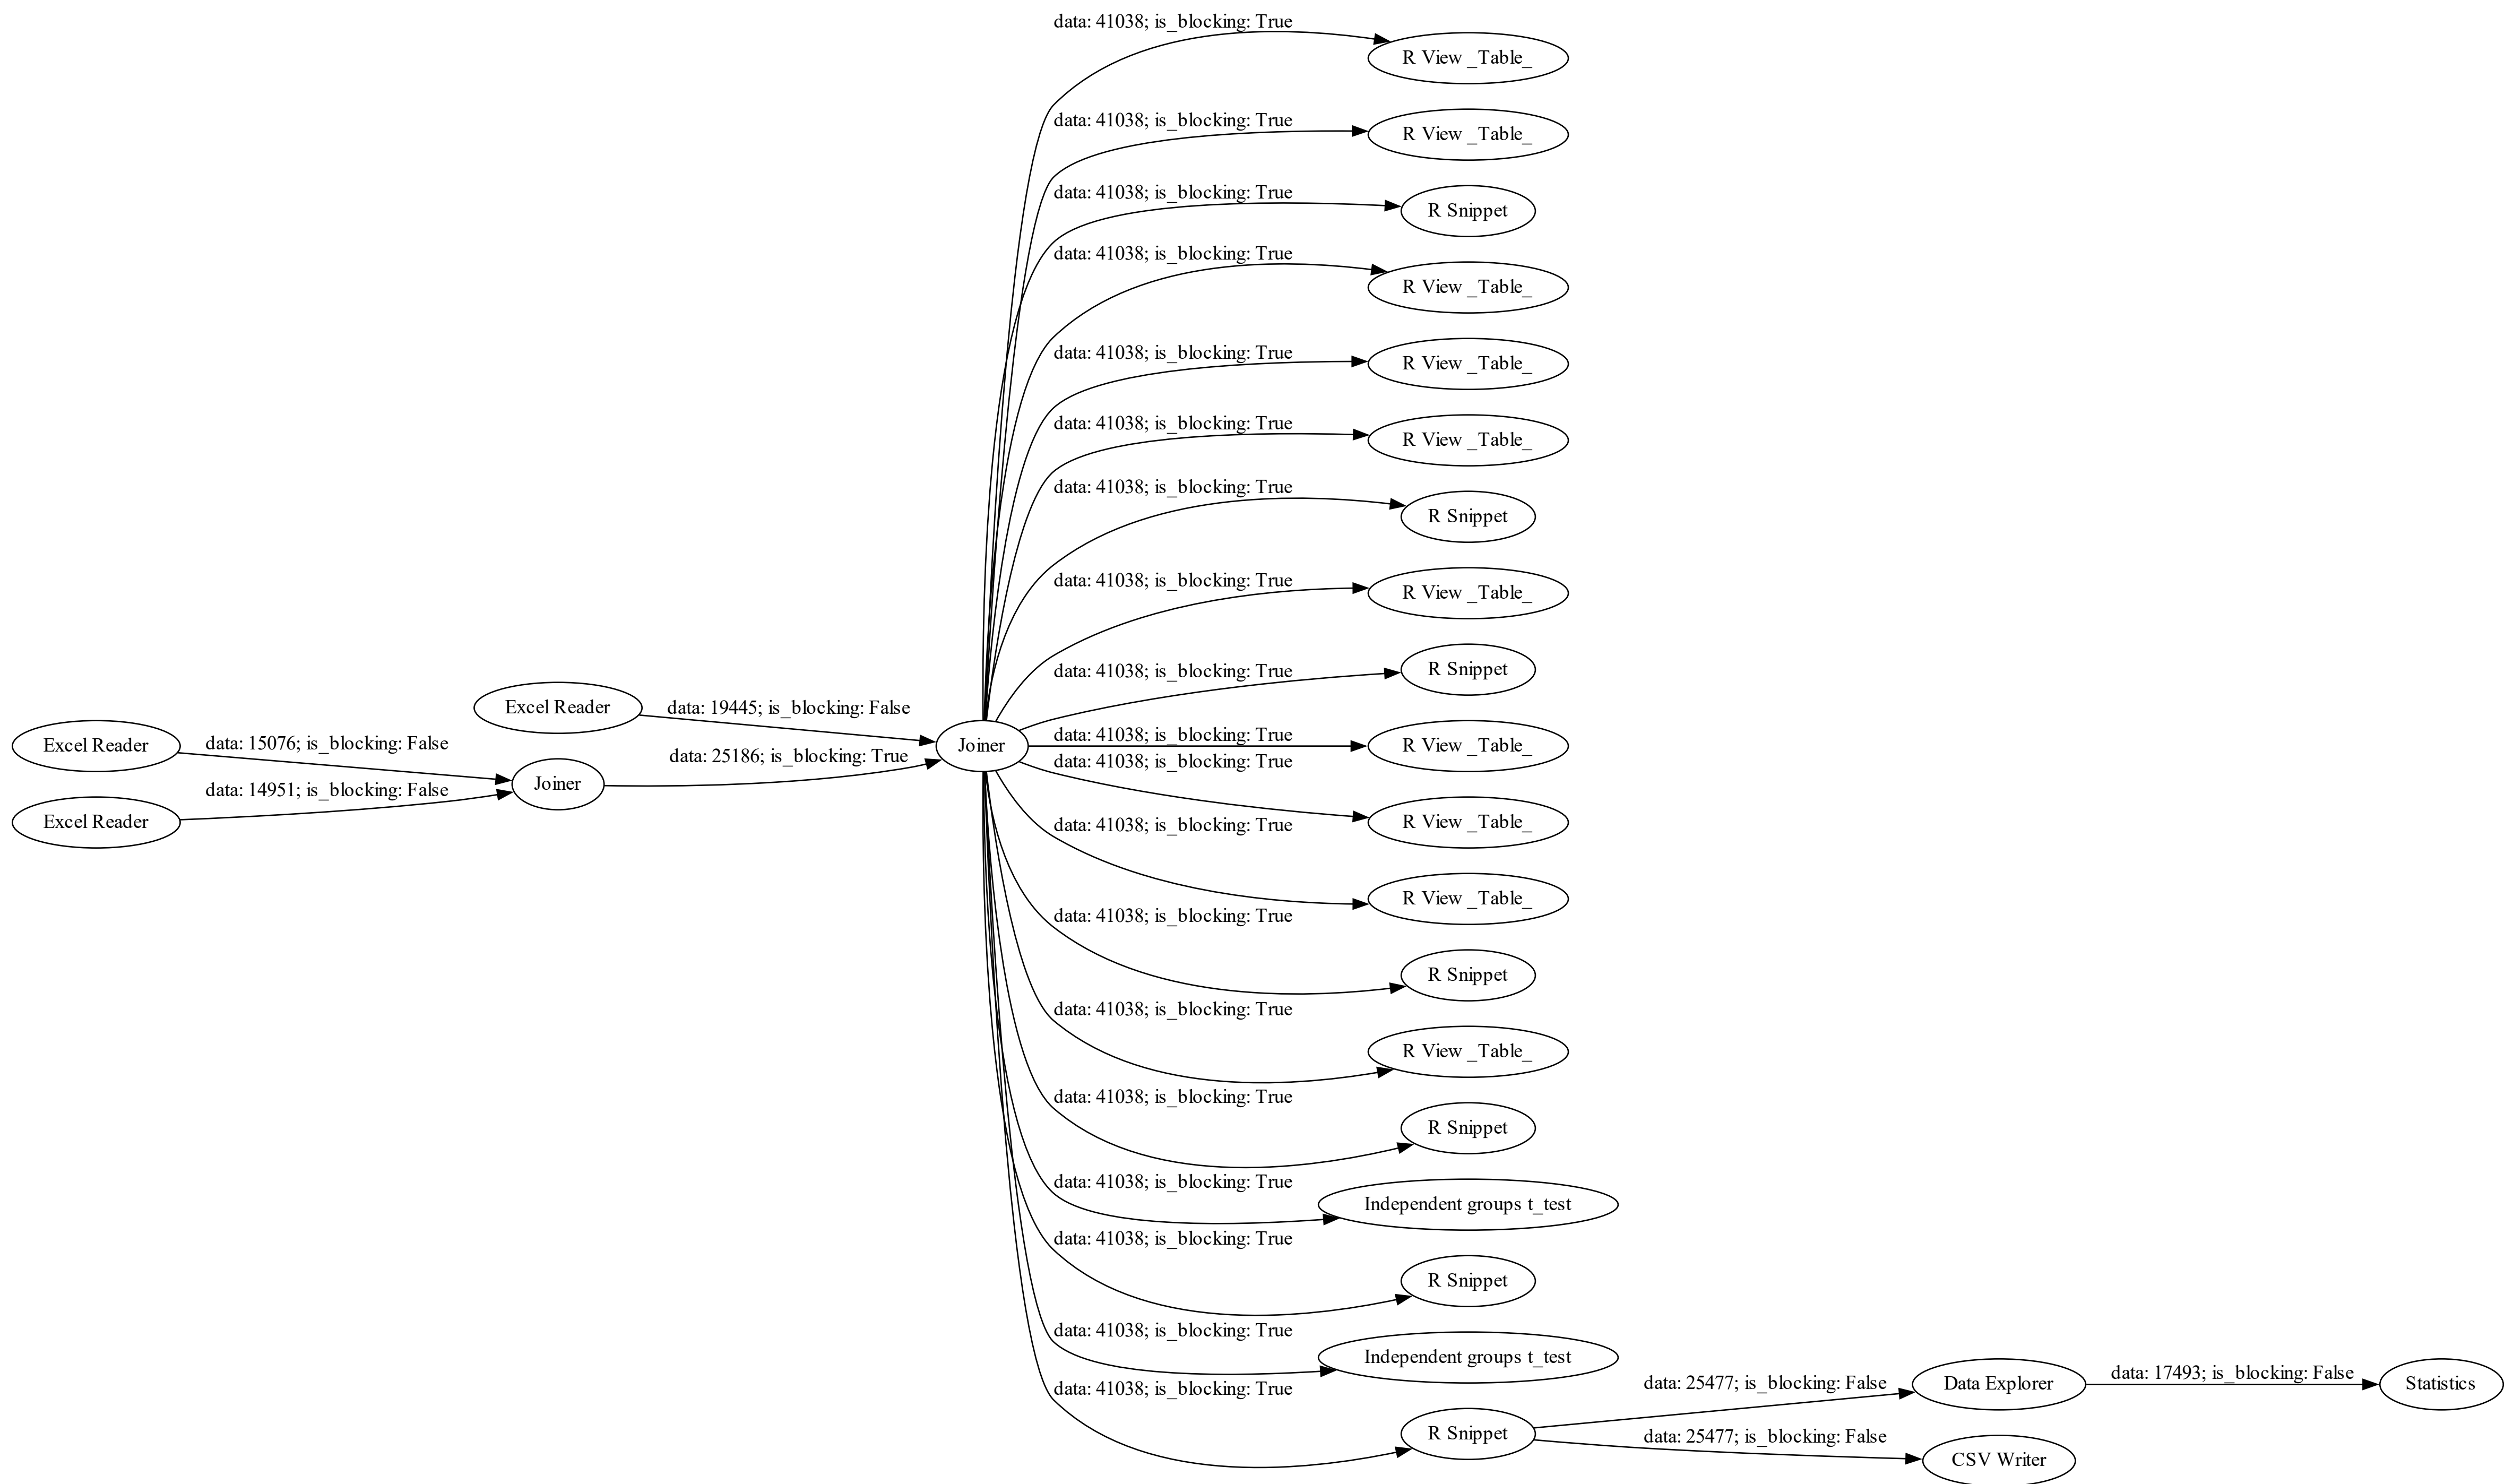 data: 41038; is_blocking: True
R View _Table_
data: 41038; is_blocking: True
R View _Table_
data: 41038; is_blocking: True
R Snippet
data: 41038; is_blocking: True
R View _Table_
data: 41038; is_blocking: True
R View _Table_
data: 41038; is_blocking: True
R View _Table_
data: 41038; is_blocking: True
R Snippet
data: 41038; is_blocking: True
R View _Table_
data: 41038; is_blocking: True
R Snippet
Excel Reader
data: 19445; is_blocking: False
Excel Reader
data: 15076; is_blocking: False
Joiner
data: 25186; is_blocking: True
Joiner
data: 41038; is_blocking: True
R View _Table_
data: 41038; is_blocking: True
Excel Reader
data: 14951; is_blocking: False
R View _Table_
data: 41038; is_blocking: True
R View _Table_
data: 41038; is_blocking: True
R Snippet
data: 41038; is_blocking: True
R View _Table_
data: 41038; is_blocking: True
R Snippet
data: 41038; is_blocking: True
Independent groups t_test
data: 41038; is_blocking: True
R Snippet
data: 41038; is_blocking: True
Independent groups t_test
data: 41038; is_blocking: True
R Snippet
data: 25477; is_blocking: False
Data Explorer
data: 17493; is_blocking: False
Statistics
data: 25477; is_blocking: False
CSV Writer